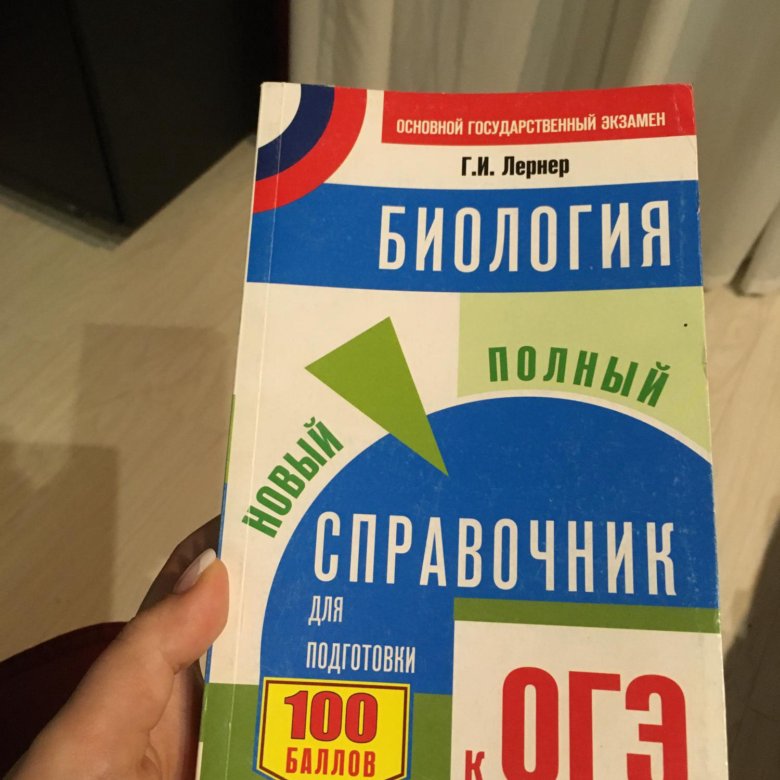 ОСНОВНОЙ ГОСУДАРСТВЕННЫЙ ЭКЗАМЕН
Г.И. Лернер
БИОЛОГИЯ
НОВЫЙ ПОЛНЫЙ
СПРАВОЧНИК
ДЛЯ
ПОДГОТОВКИ
к ОГЭ
100
БАЛЛОВ